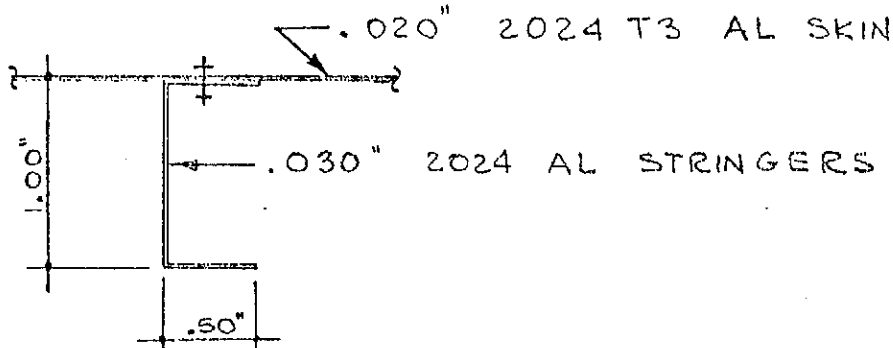 .020" 2024 T3 AL SKIN
1.00"
.030" 2024 AL STRINGERS
.50"